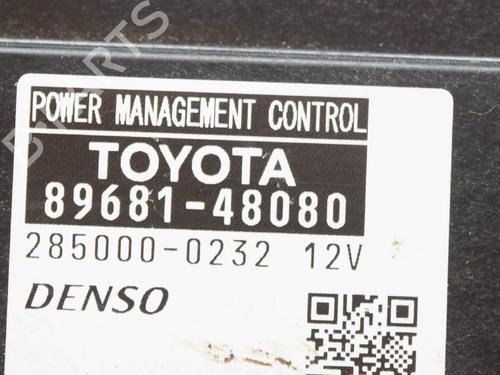 POWER MANAGEMENT CONTROL
TOYOTA
89681-48080
285000-0232 12V
DENSO